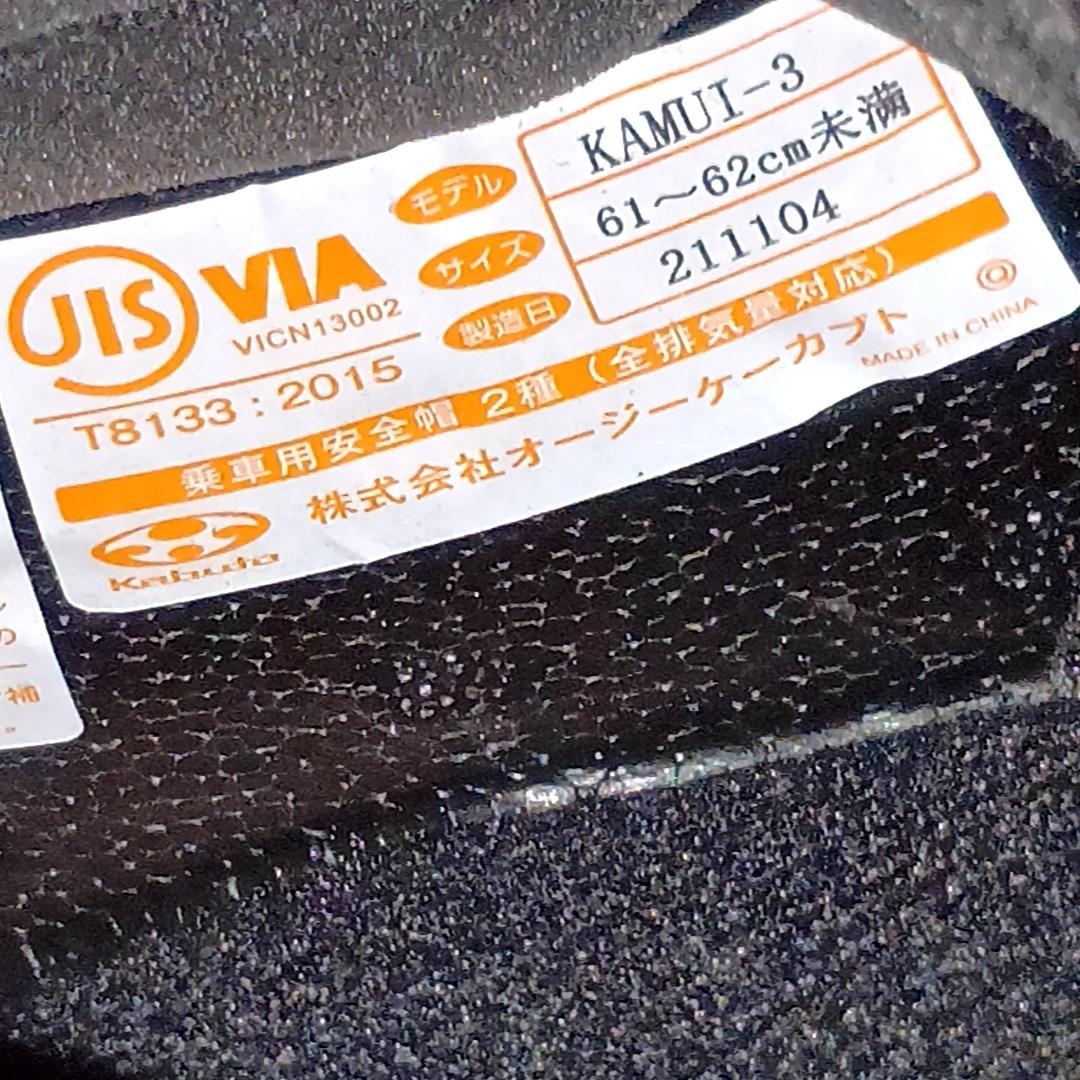 JIS VIA
VICN13002
T8133:2015
モデル KAMUI-3
サイズ 61～62cm未満
製造日 211104
乗車用安全帽 2種 (全排気量対応)
Kabuto 株式会社オージーケーカブト
MADE IN CHINA
の
補
。